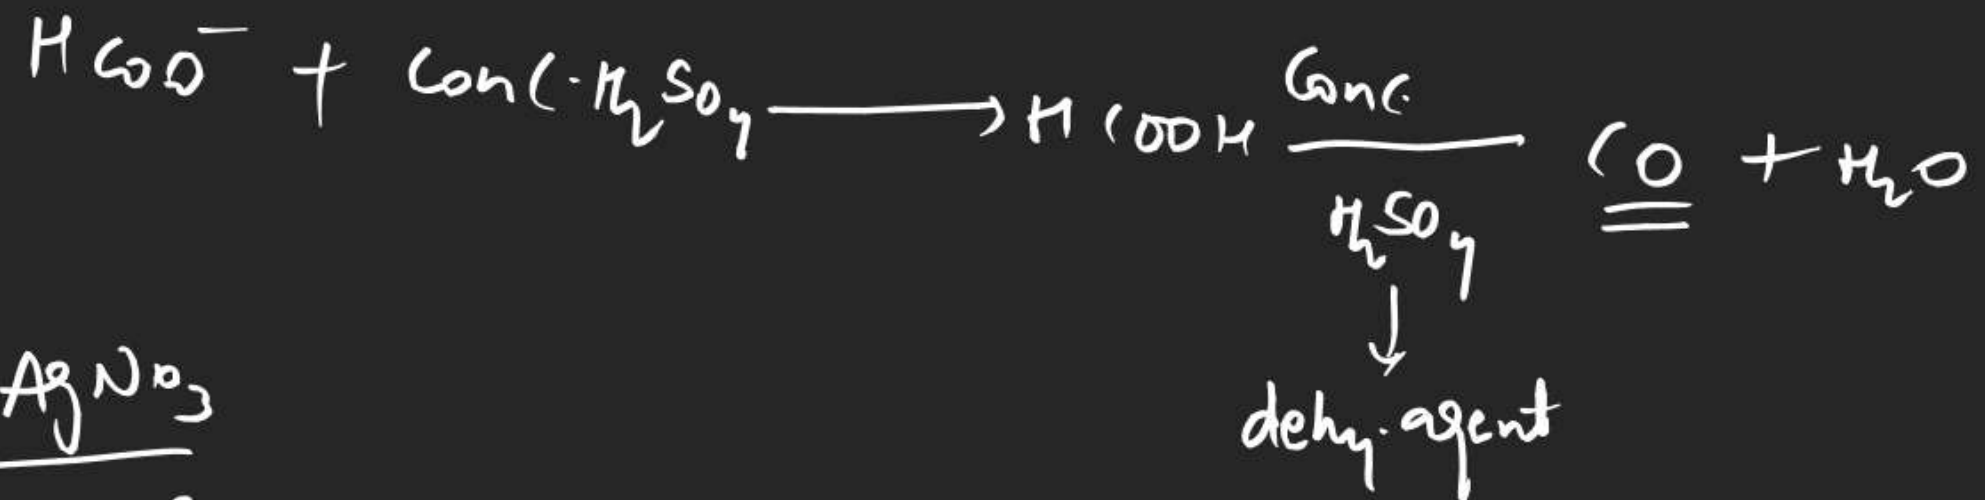 HCOO⁻ + Conc. H₂SO₄ ⟶ HCOOH Conc. H₂SO₄ ⟶ CO + H₂O
↓
dehy. agent
AgNO₃